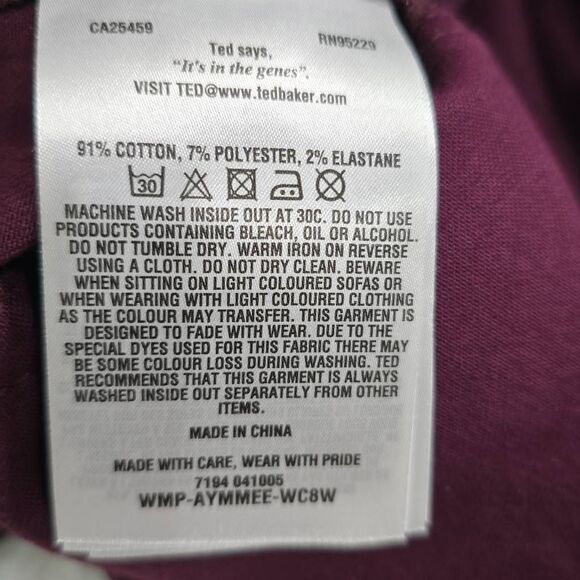 CA25459
RN95229
Ted says,
"It's in the genes".
VISIT TED@www.tedbaker.com
91% COTTON, 7% POLYESTER, 2% ELASTANE
30
MACHINE WASH INSIDE OUT AT 30C. DO NOT USE
PRODUCTS CONTAINING BLEACH, OIL OR ALCOHOL.
DO NOT TUMBLE DRY. WARM IRON ON REVERSE
USING A CLOTH. DO NOT DRY CLEAN. BEWARE
WHEN SITTING ON LIGHT COLOURED SOFAS OR
WHEN WEARING WITH LIGHT COLOURED CLOTHING
AS THE COLOUR MAY TRANSFER. THIS GARMENT IS
DESIGNED TO FADE WITH WEAR. DUE TO THE
SPECIAL DYES USED FOR THIS FABRIC THERE MAY
BE SOME COLOUR LOSS DURING WASHING. TED
RECOMMENDS THAT THIS GARMENT IS ALWAYS
WASHED INSIDE OUT SEPARATELY FROM OTHER
ITEMS.
MADE IN CHINA
MADE WITH CARE, WEAR WITH PRIDE
7194 041005
WMP-AYMMEE-WC8W